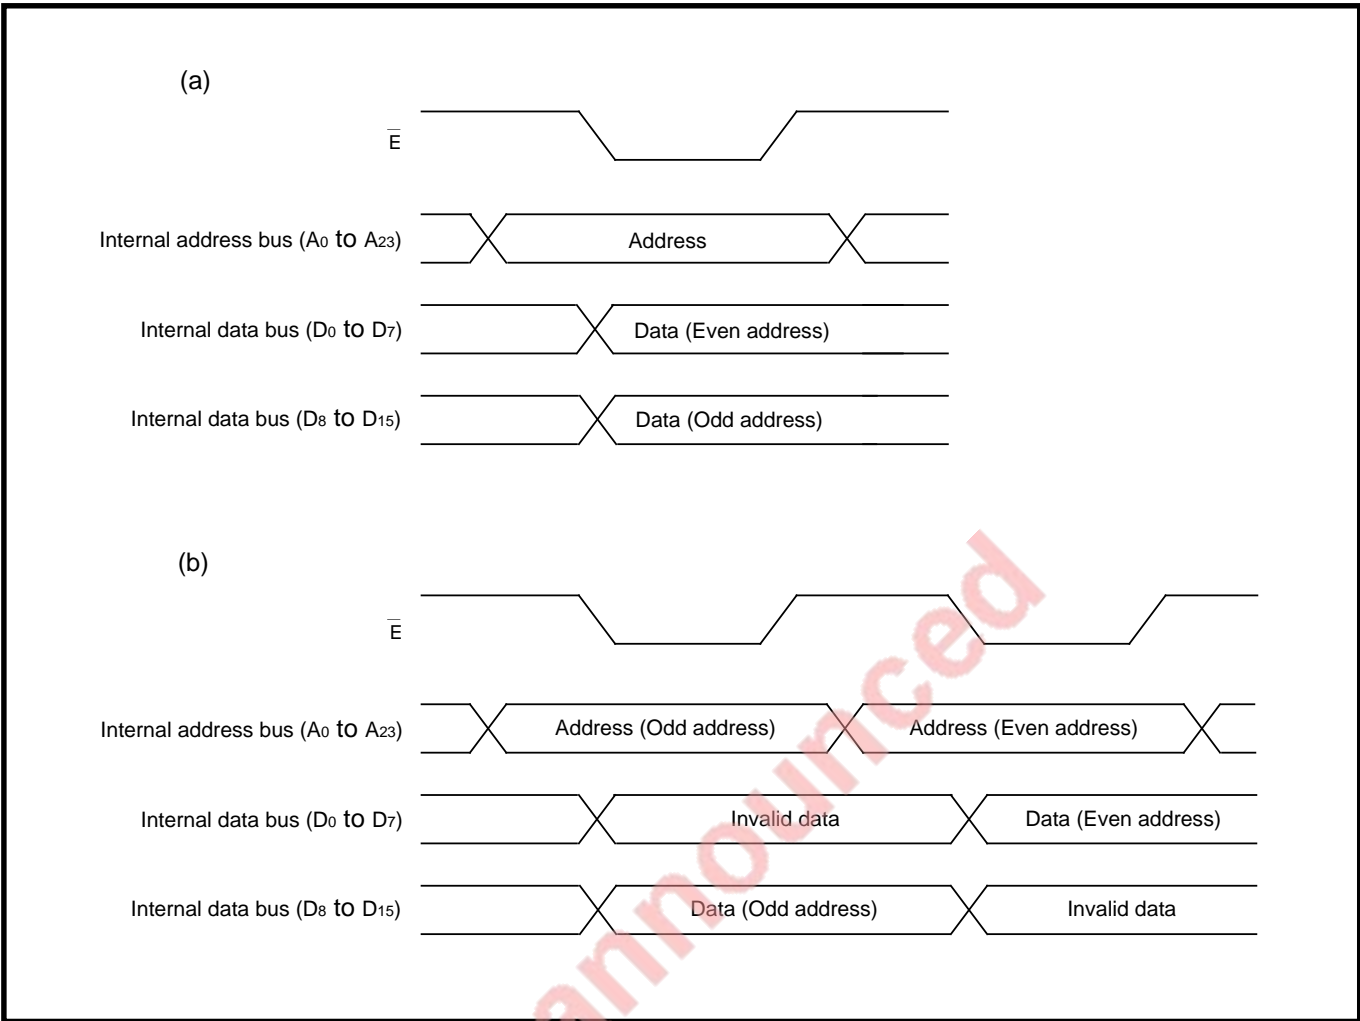 (a)
E
Internal address bus (A0 to A23)
Address
Internal data bus (D0 to D7)
Data (Even address)
Internal data bus (D8 to D15)
Data (Odd address)
(b)
E
Internal address bus (A0 to A23)
Address (Odd address)
Address (Even address)
Internal data bus (D0 to D7)
Invalid data
Data (Even address)
Internal data bus (D8 to D15)
Data (Odd address)
Invalid data
announced